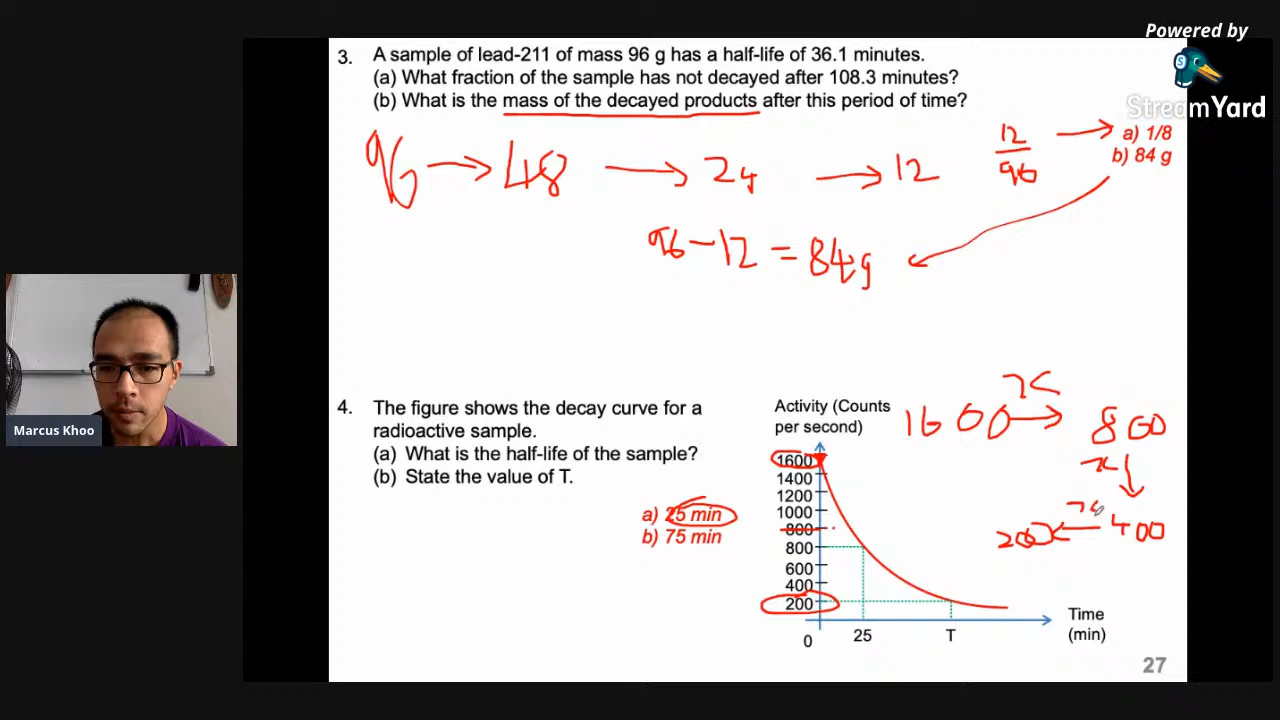 Powered by
StreamYard
3. A sample of lead-211 of mass 96 g has a half-life of 36.1 minutes.
(a) What fraction of the sample has not decayed after 108.3 minutes?
(b) What is the mass of the decayed products after this period of time?
96 → 48 → 24 → 12
12
96
→ a) 1/8
b) 84 g
96 - 12 = 84g
Marcus Khoo
4. The figure shows the decay curve for a
radioactive sample.
(a) What is the half-life of the sample?
(b) State the value of T.
a) 25 min
b) 75 min
Activity (Counts
per second)
1600
1400
1200
1000
800
800
600
400
200
0
25
T
Time
(min)
1600 → 800
400
200
27